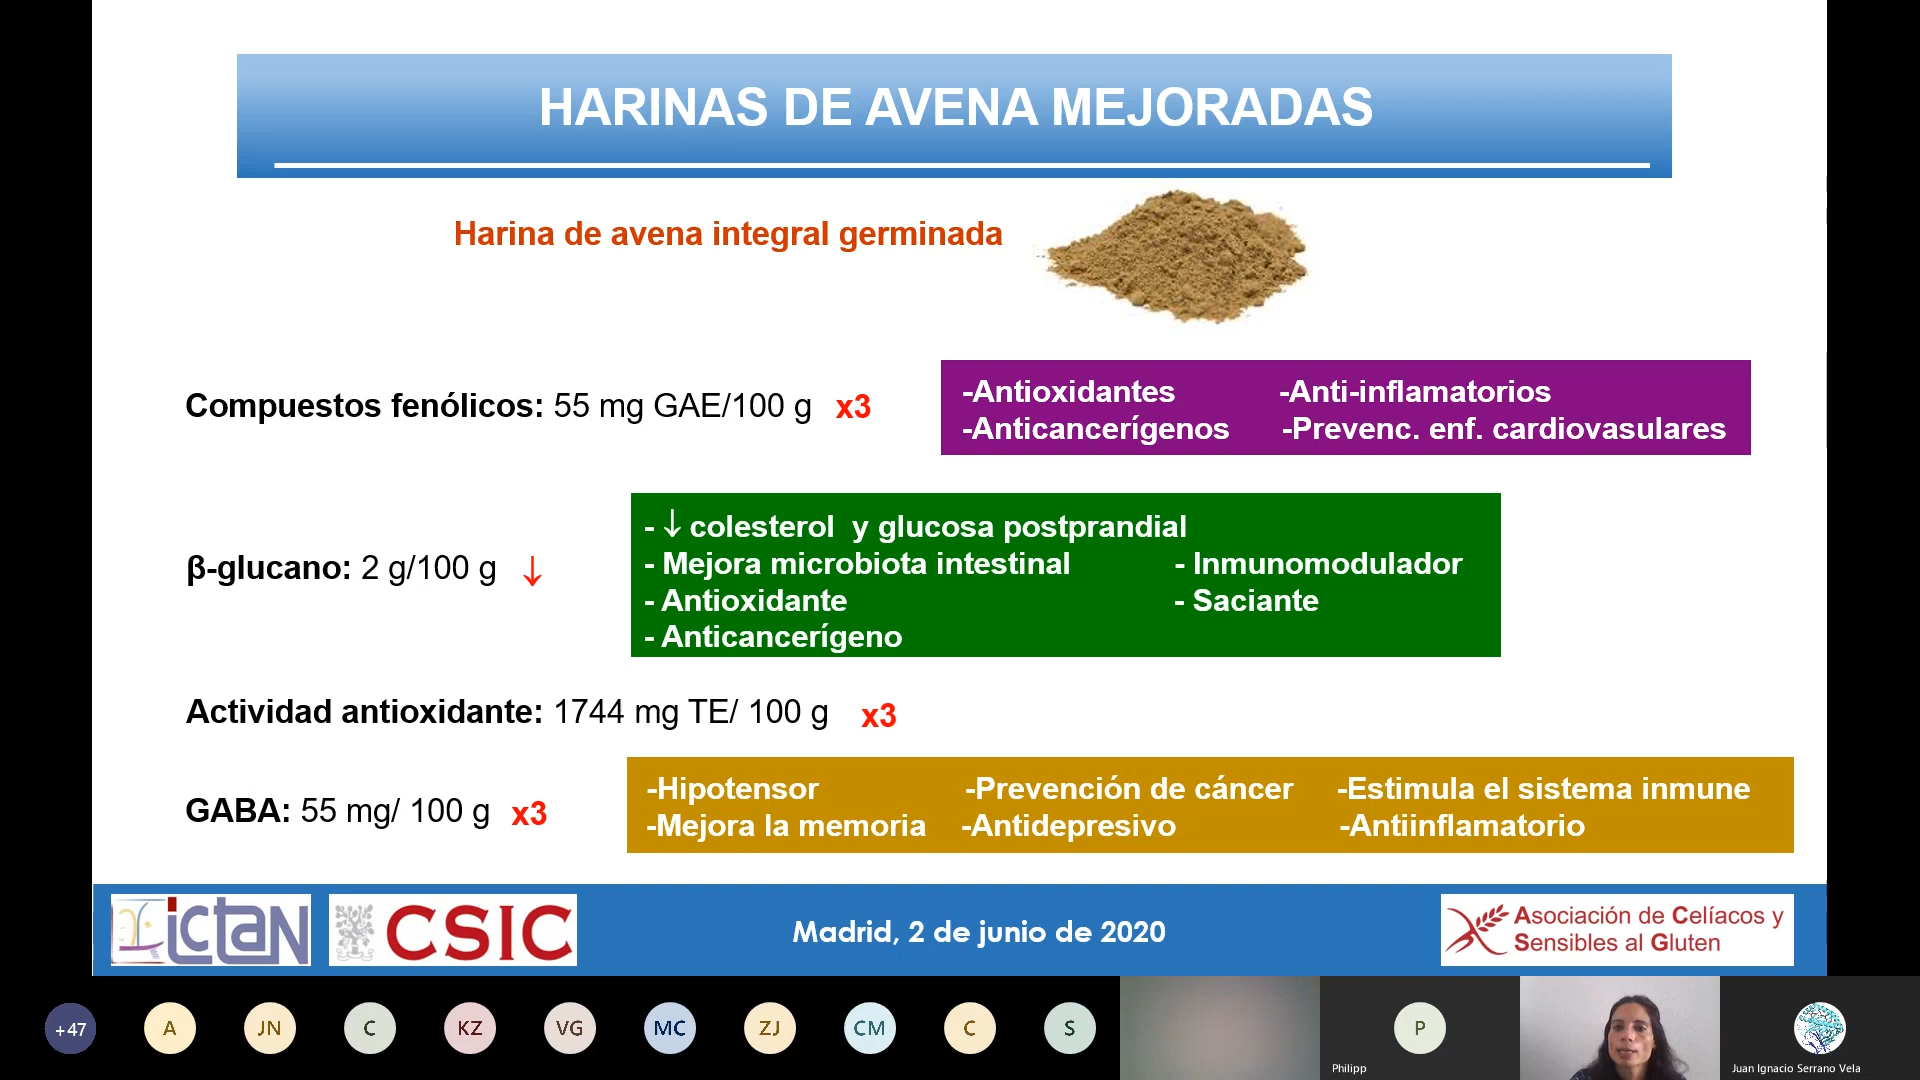 HARINAS DE AVENA MEJORADAS
Harina de avena integral germinada
Compuestos fenólicos: 55 mg GAE/100 g x3
-Antioxidantes -Anti-inflamatorios
-Anticancerígenos -Prevenc. enf. cardiovasulares
β-glucano: 2 g/100 g ↓
- ↓ colesterol y glucosa postprandial
- Mejora microbiota intestinal - Inmunomodulador
- Antioxidante - Saciante
- Anticancerígeno
Actividad antioxidante: 1744 mg TE/ 100 g x3
GABA: 55 mg/ 100 g x3
-Hipotensor -Prevención de cáncer -Estimula el sistema inmune
-Mejora la memoria -Antidepresivo -Antiinflamatorio
ictan CSIC
Madrid, 2 de junio de 2020
Asociación de Celíacos y
Sensibles al Gluten
+47 A JN C KZ VG MC ZJ CM C S P
Philipp
Juan Ignacio Serrano Vela